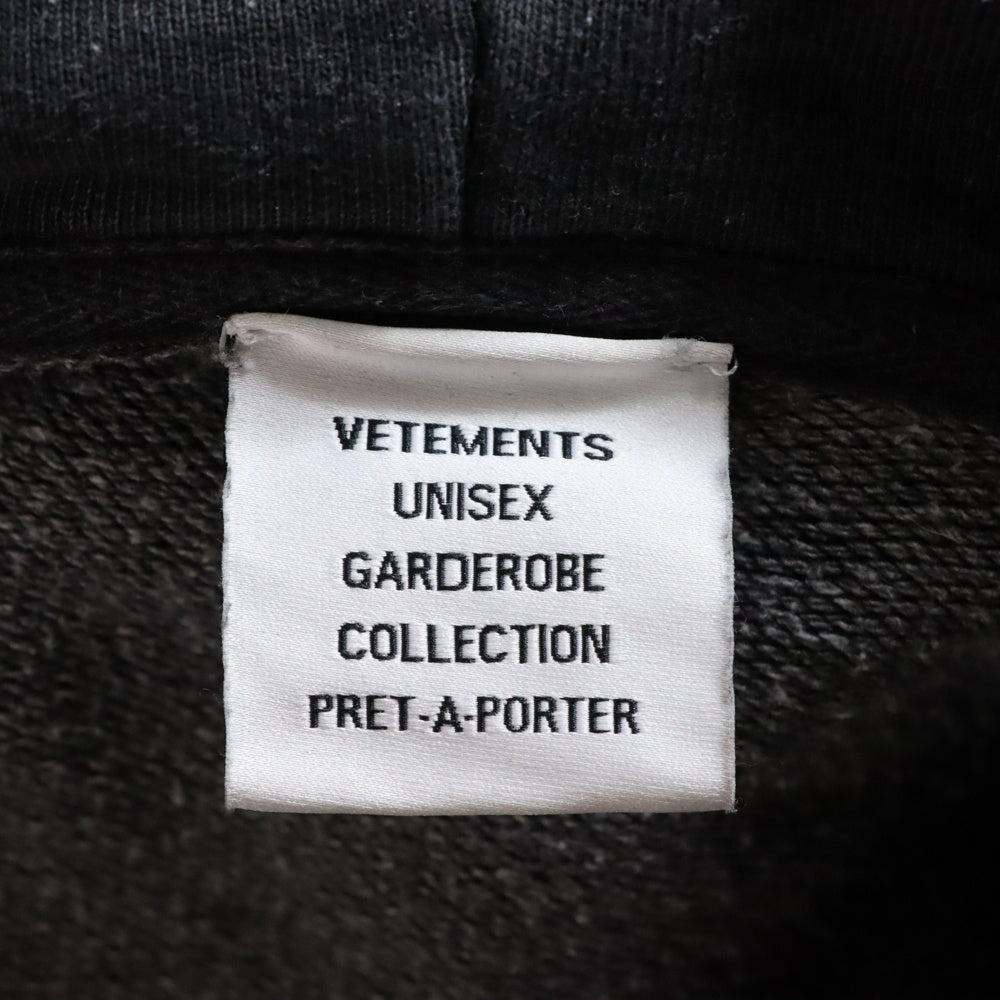 VETEMENTS
UNISEX
GARDEROBE
COLLECTION
PRET-A-PORTER